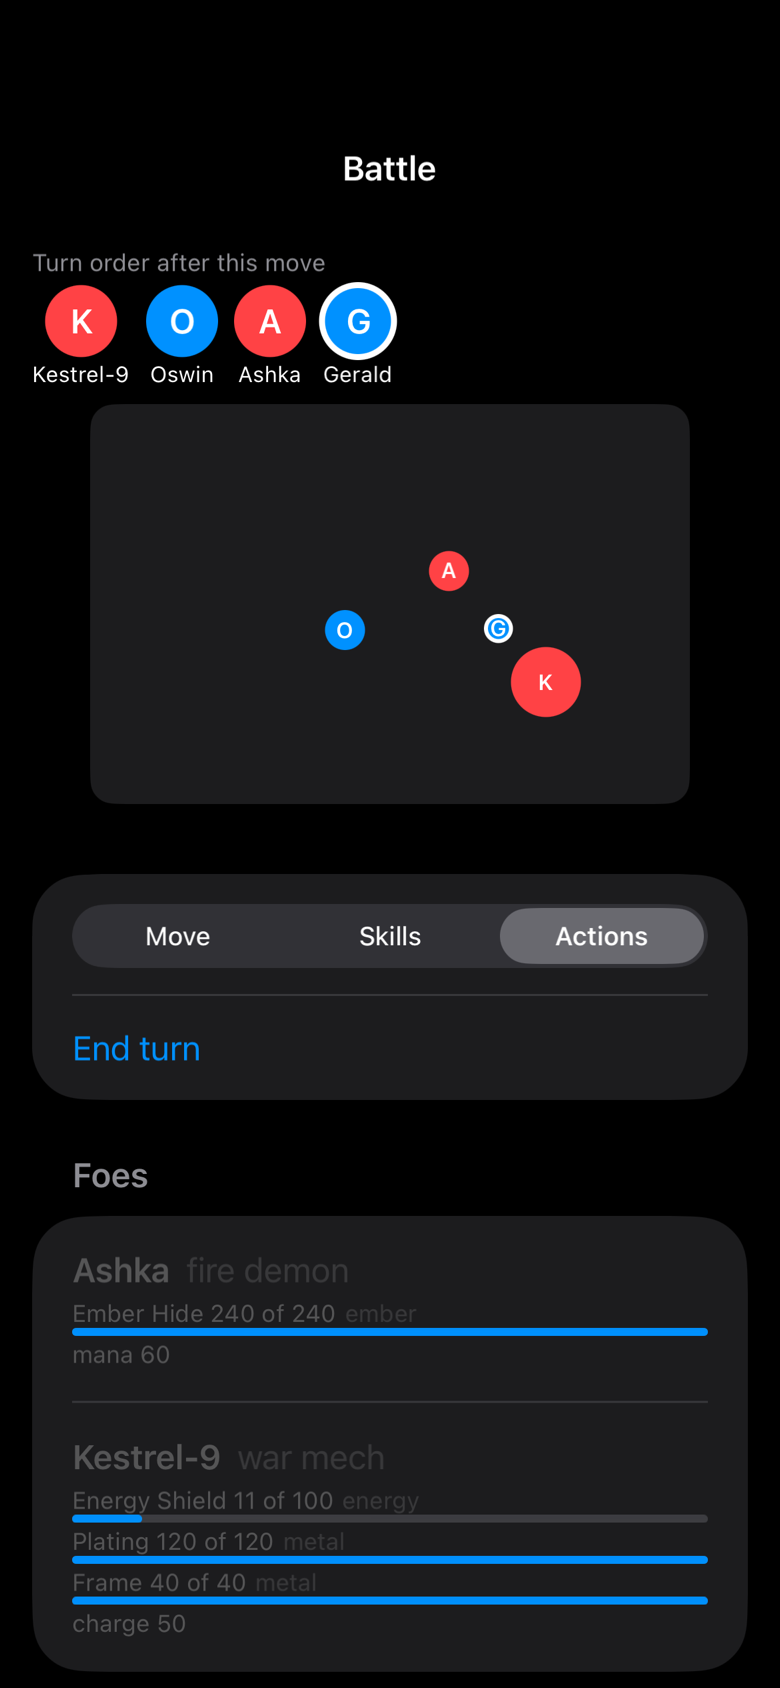 Battle
Turn order after this move
K O A G
Kestrel-9 Oswin Ashka Gerald
A
O G
K
Move Skills Actions
End turn
Foes
Ashka fire demon
Ember Hide 240 of 240 ember
mana 60
Kestrel-9 war mech
Energy Shield 11 of 100 energy
Plating 120 of 120 metal
Frame 40 of 40 metal
charge 50